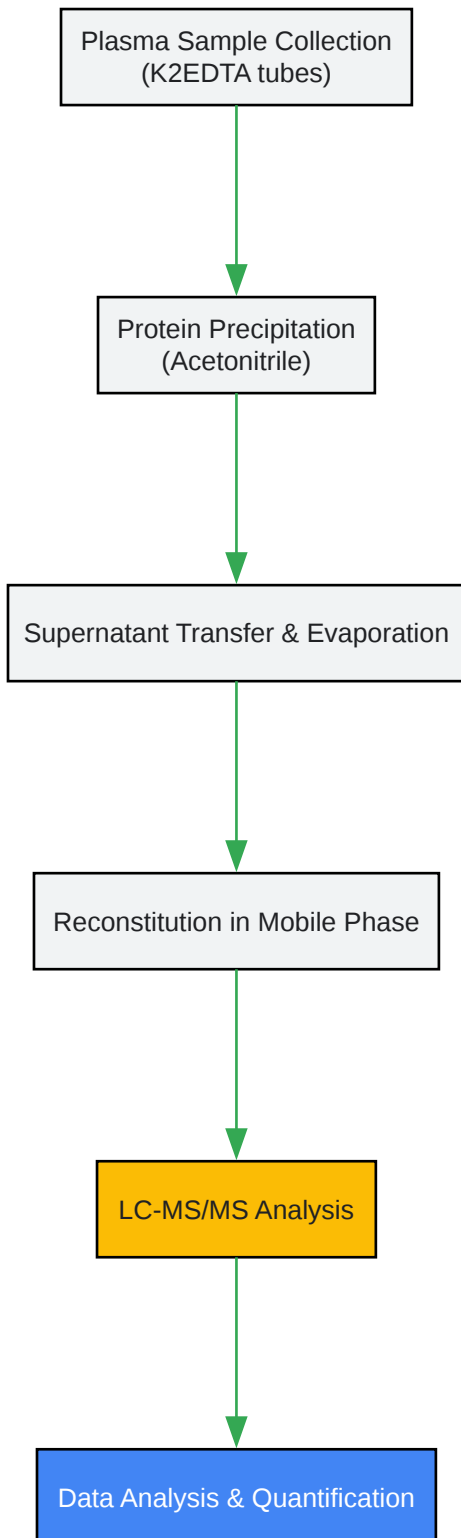 Plasma Sample Collection
(K2EDTA tubes)
Protein Precipitation
(Acetonitrile)
Supernatant Transfer & Evaporation
Reconstitution in Mobile Phase
LC-MS/MS Analysis
Data Analysis & Quantification